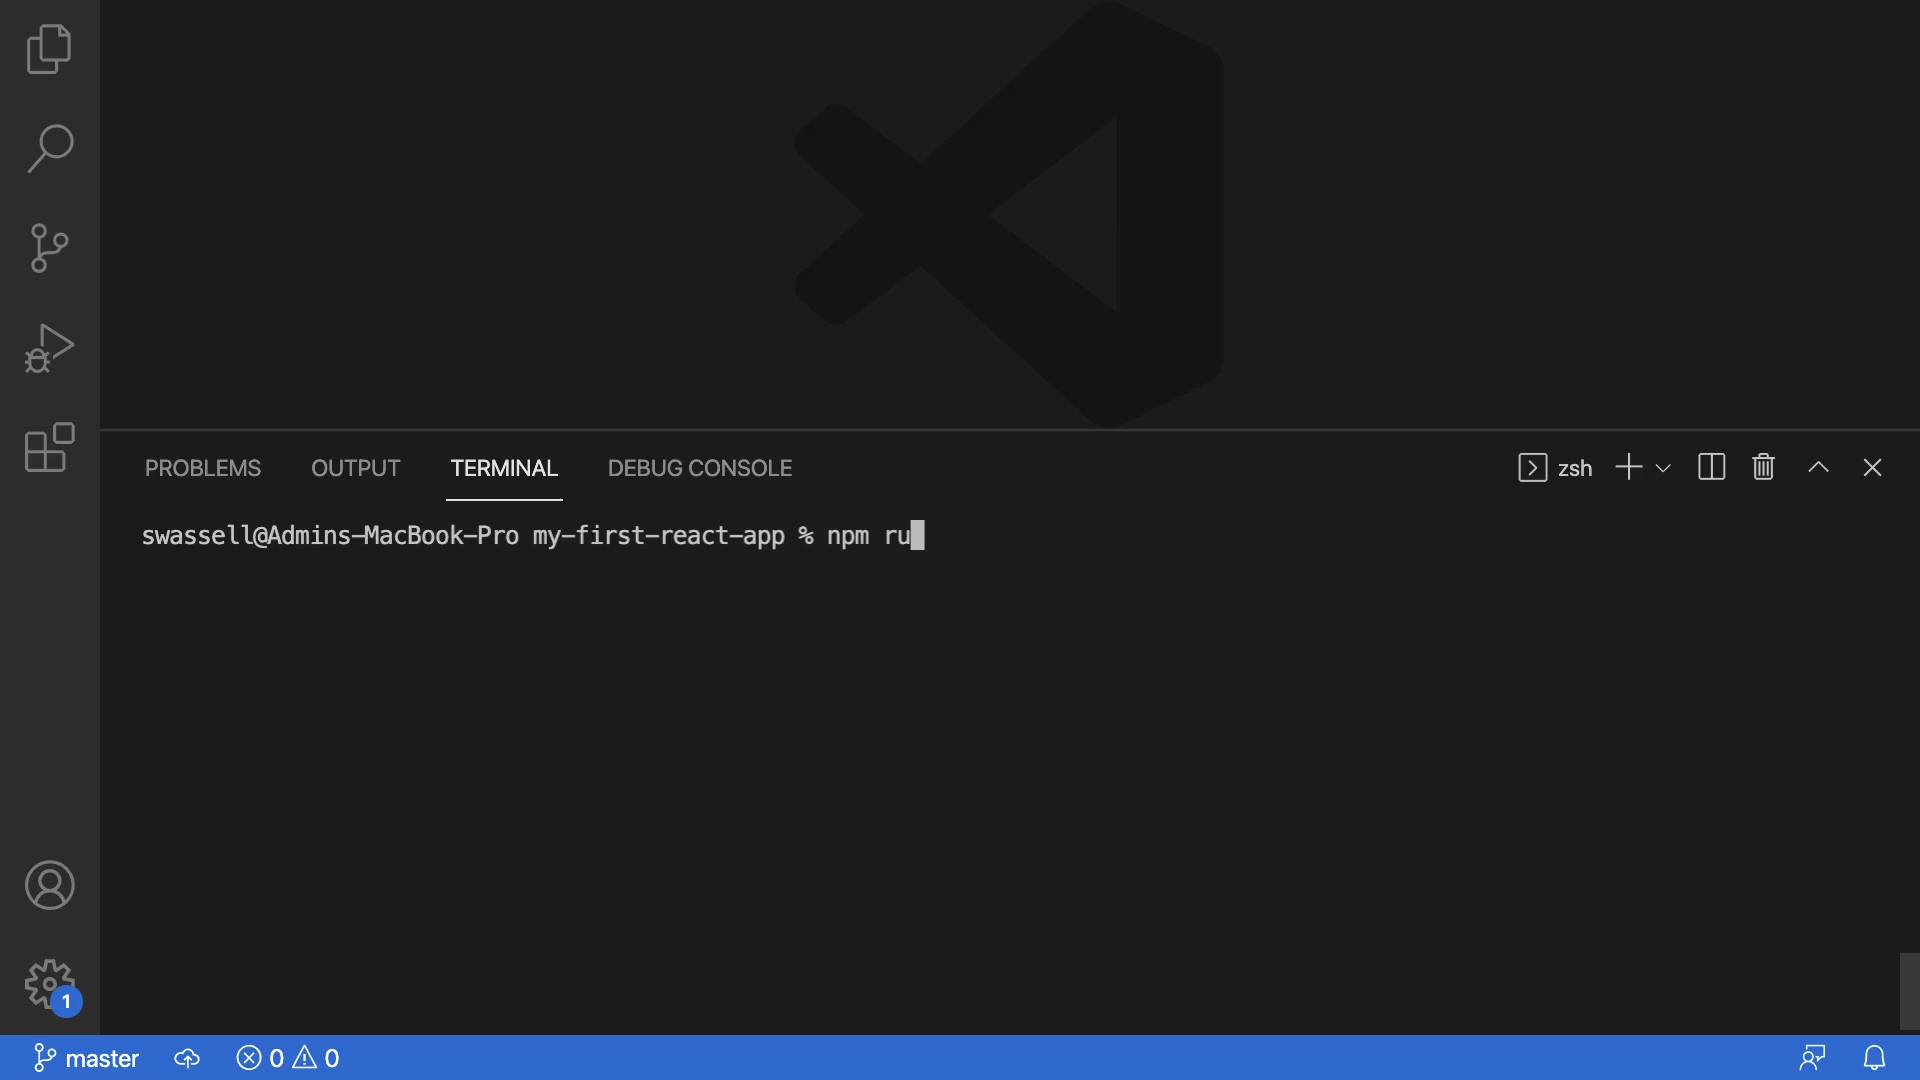 PROBLEMS OUTPUT TERMINAL DEBUG CONSOLE zsh
swassell@Admins-MacBook-Pro my-first-react-app % npm ru
1
master 0 0